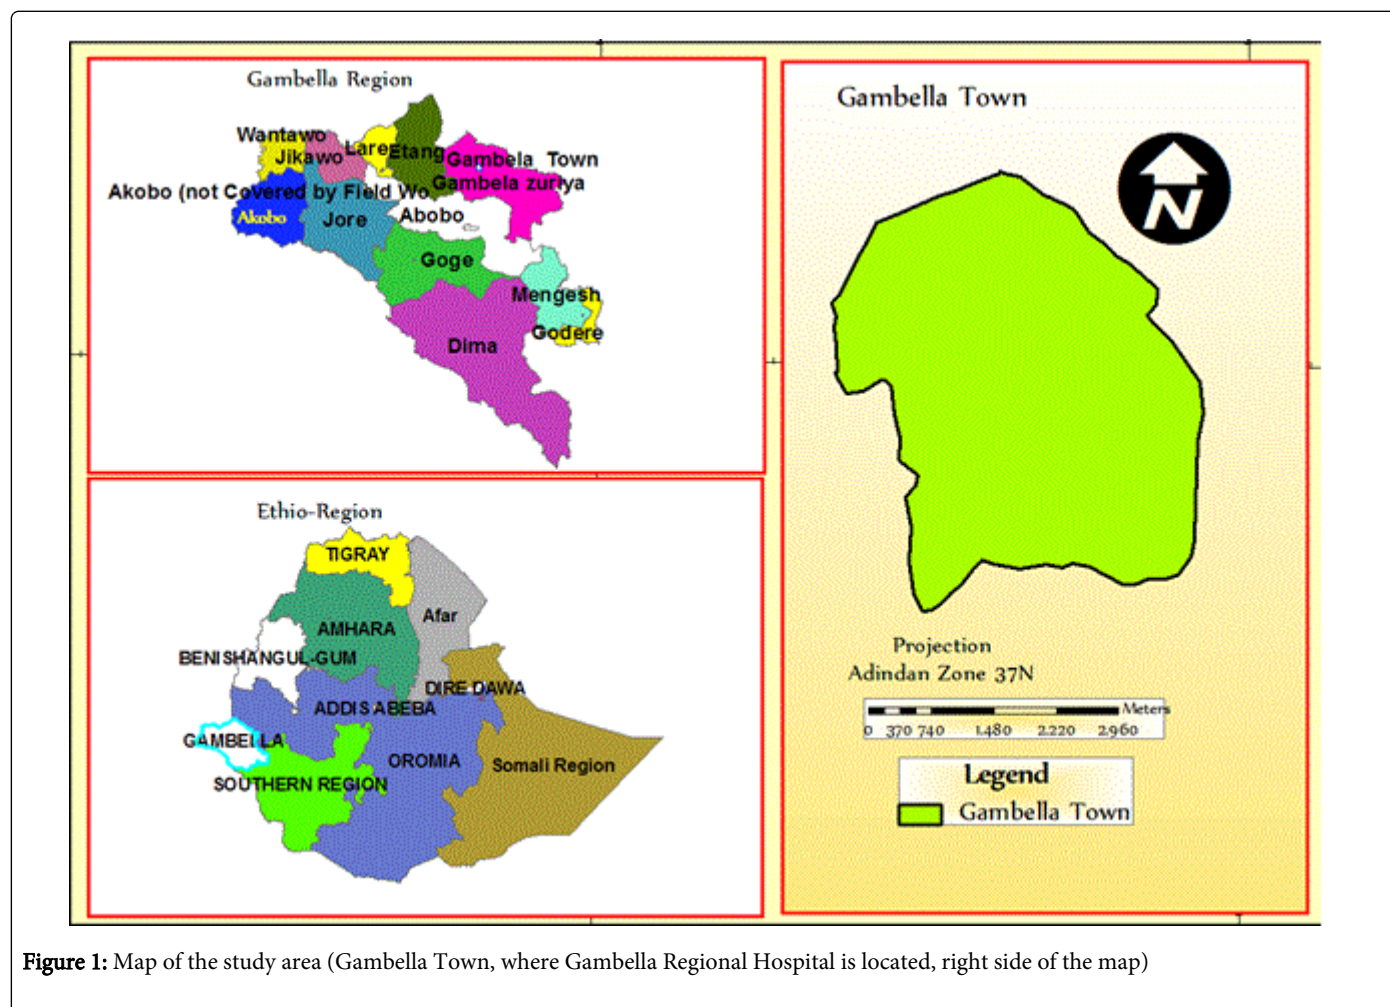 Gambella Region
Wantawo
Jikawo
Lare
Etang
Gambela Town
Gambela zuriya
Akobo (not Covered by Field Wo
Akobo
Jore
Abobo
Goge
Mengesh
Godere
Dima
Ethio-Region
TIGRAY
Afar
AMHARA
BENISHANGUL-GUM
DIRE DAWA
ADDIS ABEBA
GAMBELLA
OROMIA
Somali Region
SOUTHERN REGION
Gambella Town
N
Projection
Adindan Zone 37N
Meters
0 370 740 1,480 2,220 2,960
Legend
Gambella Town
Figure 1: Map of the study area (Gambella Town, where Gambella Regional Hospital is located, right side of the map)